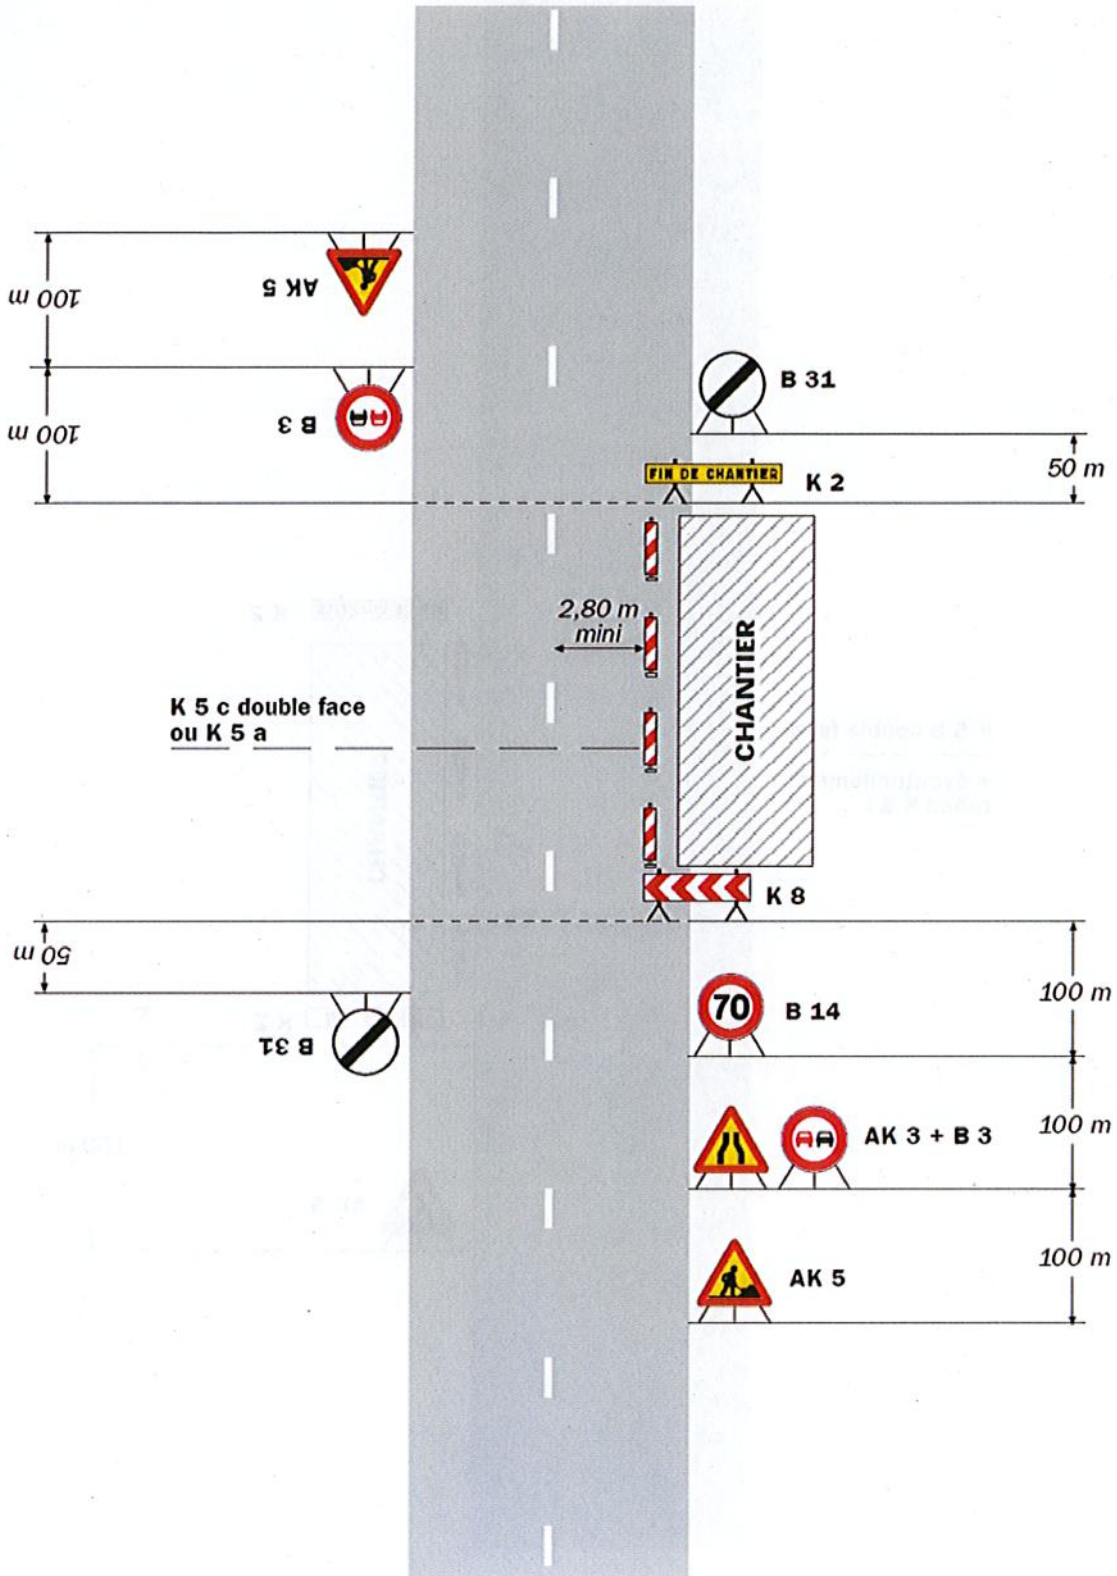 100 m
AK 5
100 m
B 3
B 31
50 m
FIN DE CHANTIER
K 2
2,80 m
mini
CHANTIER
K 5 c double face
ou K 5 a
K 8
50 m
B 31
70
B 14
100 m
AK 3 + B 3
100 m
AK 5
100 m